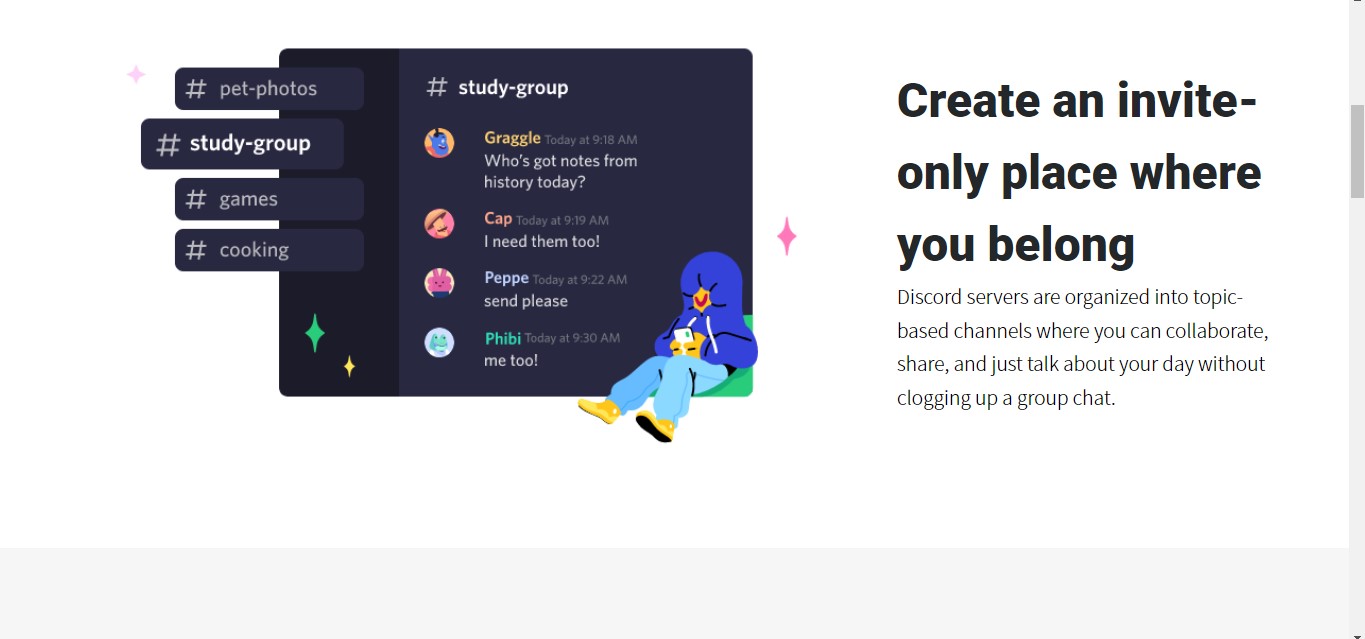 # pet-photos
# study-group
# games
# cooking
# study-group
Graggle Today at 9:18 AM
Who's got notes from
history today?
Cap Today at 9:19 AM
I need them too!
Peppe Today at 9:22 AM
send please
Phibi Today at 9:30 AM
me too!
Create an invite-
only place where
you belong
Discord servers are organized into topic-
based channels where you can collaborate,
share, and just talk about your day without
clogging up a group chat.